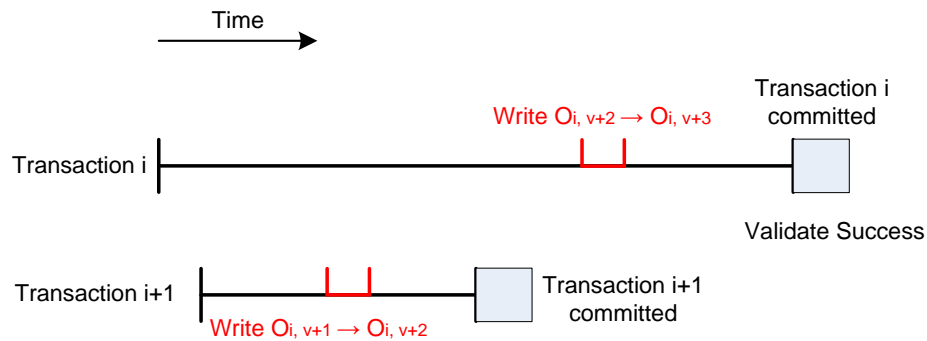 Time
Transaction i
committed
Write Oi, v+2 → Oi, v+3
Transaction i
Validate Success
Transaction i+1
Transaction i+1
committed
Write Oi, v+1 → Oi, v+2